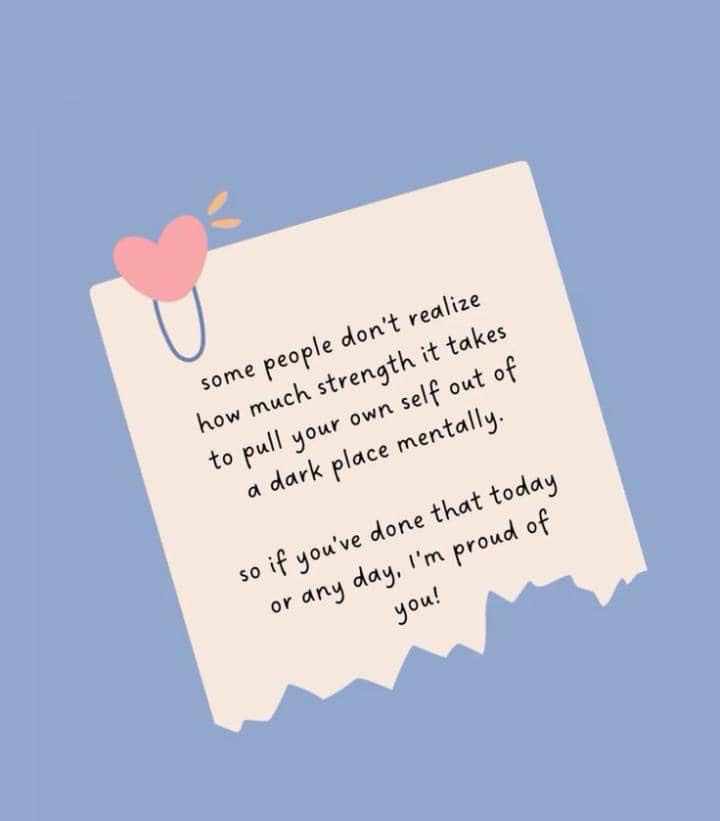 some people don't realize
how much strength it takes
to pull your own self out of
a dark place mentally.
so if you've done that today
or any day, I'm proud of
you!